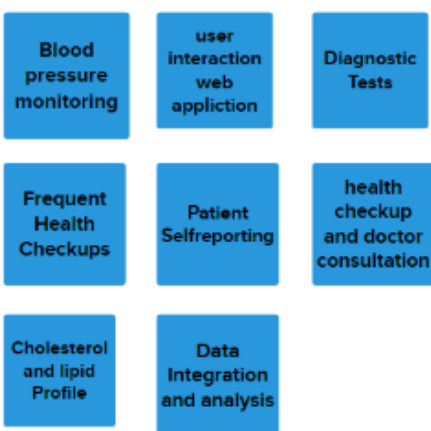 Blood
pressure
monitoring
user
interaction
web
appliction
Diagnostic
Tests
Frequent
Health
Checkups
Patient
Selfreporting
health
checkup
and doctor
consultation
Cholesterol
and lipid
Profile
Data
Integration
and analysis